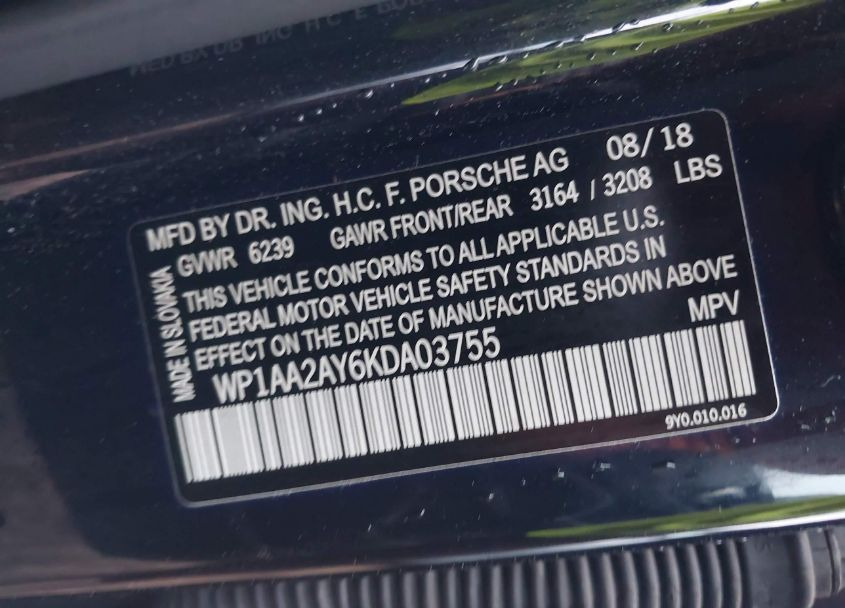 MFD BY DR. ING. H.C. F. PORSCHE AG 08/18
GVWR 6239 GAWR FRONT/REAR 3164 / 3208 LBS
THIS VEHICLE CONFORMS TO ALL APPLICABLE U.S.
FEDERAL MOTOR VEHICLE SAFETY STANDARDS IN
EFFECT ON THE DATE OF MANUFACTURE SHOWN ABOVE
WP1AA2AY6KDA03755 MPV
9Y0.010.016
MADE IN SLOVAKIA